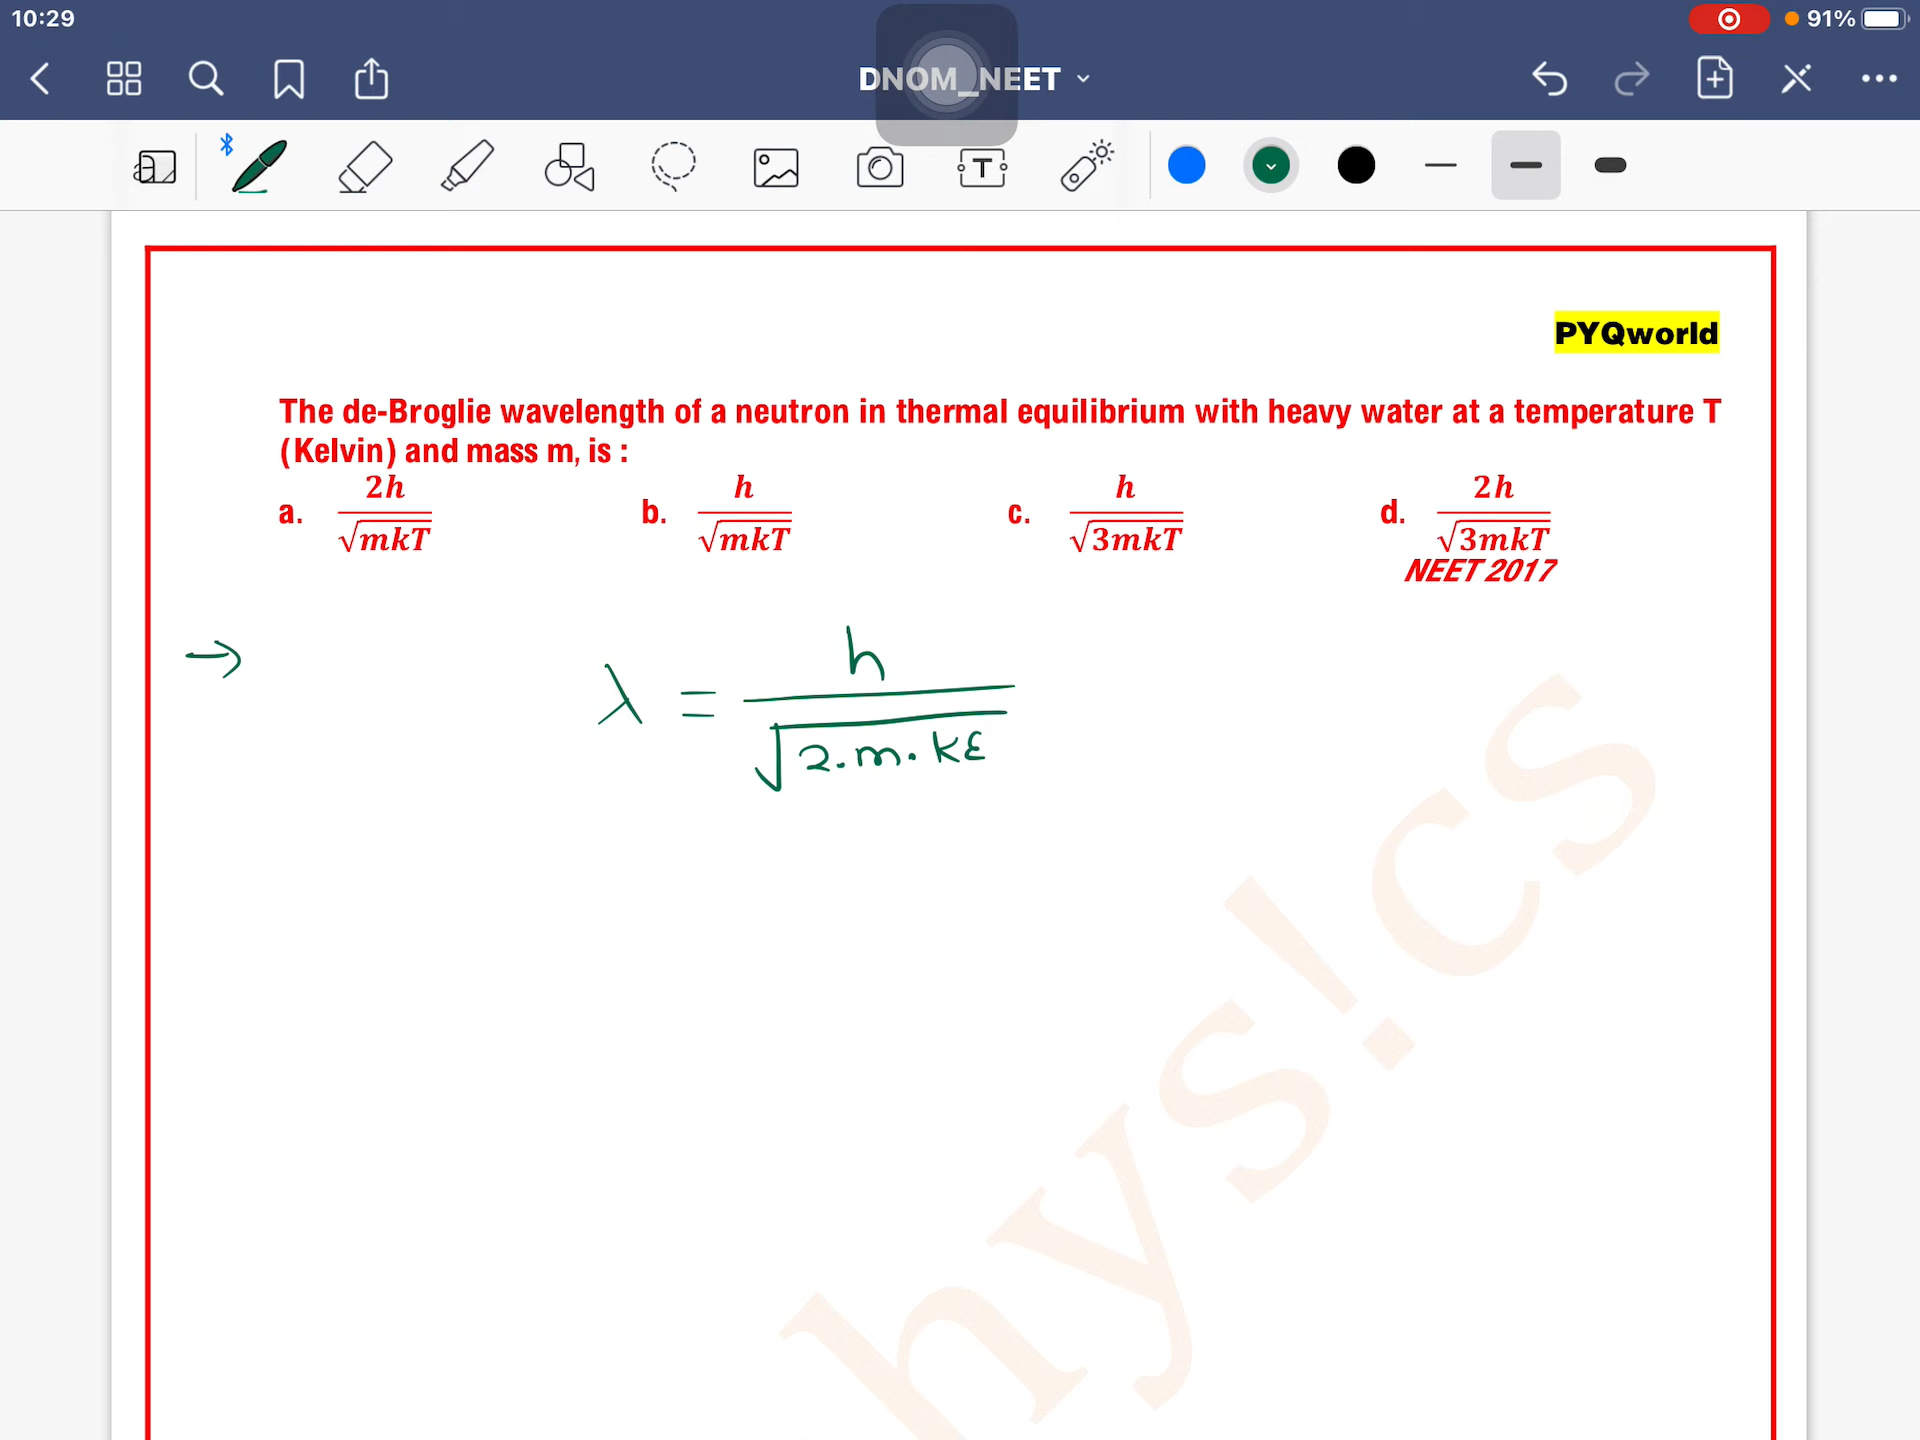 10:29
91%
DNOM_NEET
PYQworld
The de-Broglie wavelength of a neutron in thermal equilibrium with heavy water at a temperature T
(Kelvin) and mass m, is :
a. 2h/√mkT b. h/√mkT c. h/√3mkT d. 2h/√3mkT
NEET 2017
→ λ = h/√2.m.KE
hys!cs